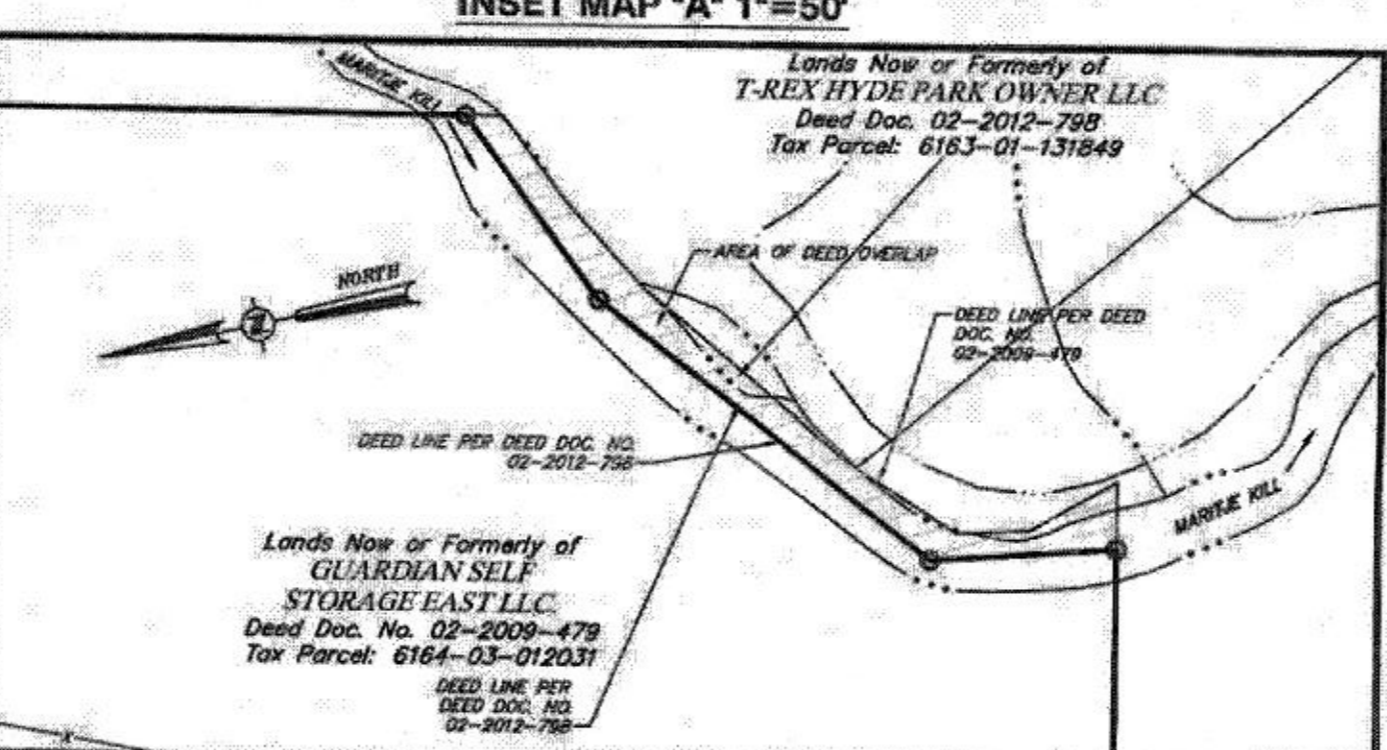 INSET MAP "A" 1"=50'
MARITJE KILL
Lands Now or Formerly of
T-REX HYDE PARK OWNER LLC
Deed Doc. 02-2012-798
Tax Parcel: 6163-01-131849
AREA OF DEED OVERLAP
NORTH
DEED LINE PER DEED
DOC. NO.
02-2009-479
DEED LINE PER DEED DOC. NO.
02-2012-798
MARITJE KILL
Lands Now or Formerly of
GUARDIAN SELF
STORAGE EAST LLC.
Deed Doc. No. 02-2009-479
Tax Parcel: 6164-03-012031
DEED LINE PER
DEED DOC. NO.
02-2012-798
x